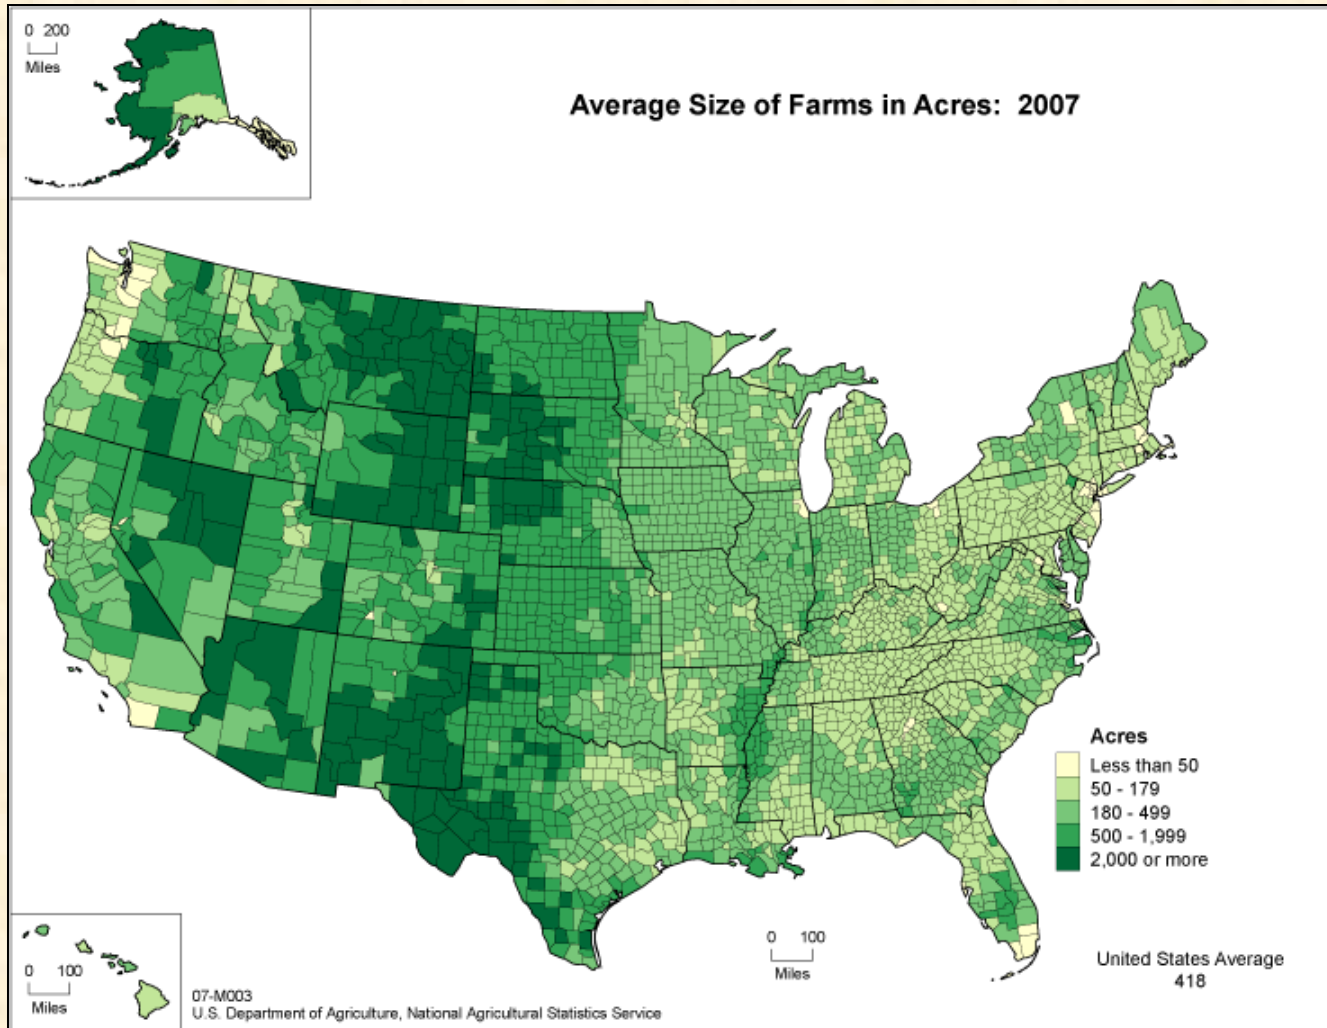 0 200
Miles
Average Size of Farms in Acres: 2007
Acres
Less than 50
50 - 179
180 - 499
500 - 1,999
2,000 or more
0 100
Miles
United States Average
418
0 100
Miles
07-M003
U.S. Department of Agriculture, National Agricultural Statistics Service